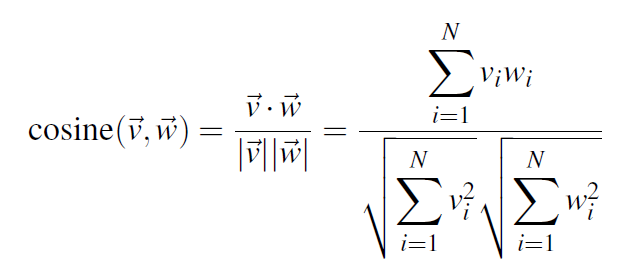 cosine(v⃗, w⃗) = v⃗ · w⃗ / |v⃗||w⃗| = ∑_{i=1}^{N} v_i w_i / √(∑_{i=1}^{N} v_i^2) √(∑_{i=1}^{N} w_i^2)